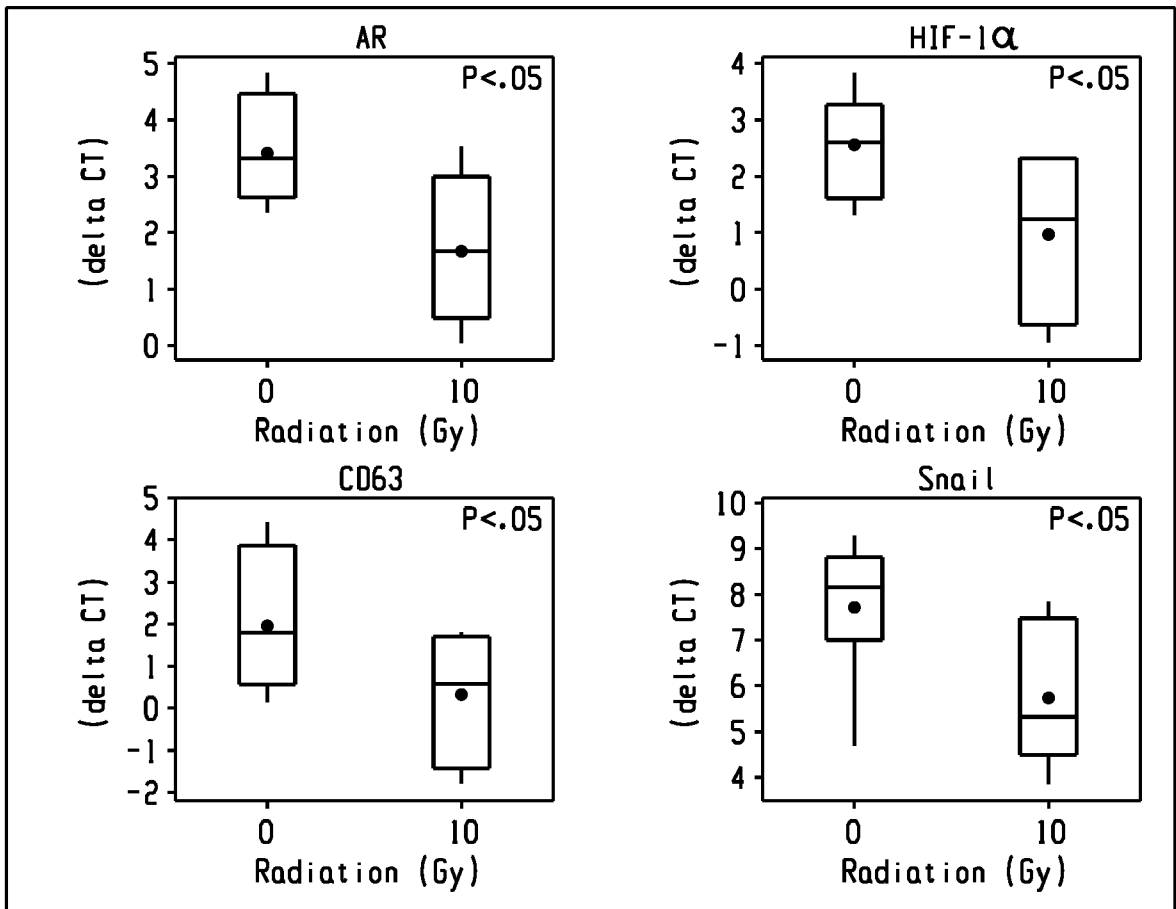 AR
P<.05
(delta CT)
5
4
3
2
1
0
0 10
Radiation (Gy)
HIF-1α
P<.05
(delta CT)
4
3
2
1
0
-1
0 10
Radiation (Gy)
CD63
P<.05
(delta CT)
5
4
3
2
1
0
-1
-2
0 10
Radiation (Gy)
Snail
P<.05
(delta CT)
10
9
8
7
6
5
4
0 10
Radiation (Gy)